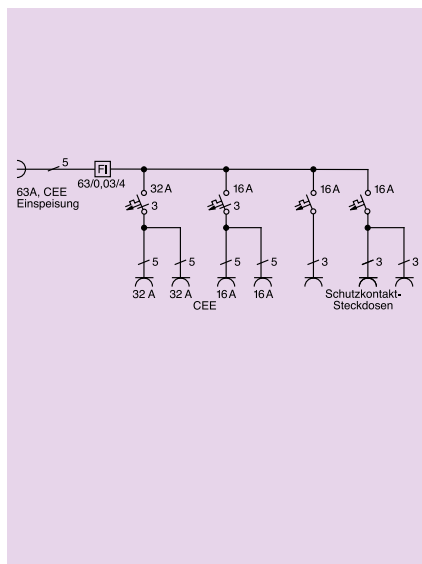 5
FI
63/0,03/4
63A, CEE
Einspeisung
32 A
16 A
16 A
16 A
3
3
5
5
5
5
3
3
3
32 A
32 A
16 A
16 A
CEE
Schutzkontakt-
Steckdosen